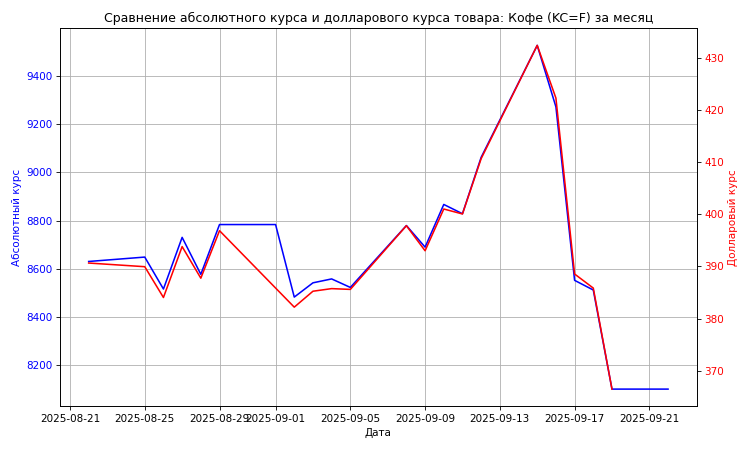 Сравнение абсолютного курса и долларового курса товара: Кофе (KC=F) за месяц
Абсолютный курс
9400
9200
9000
8800
8600
8400
8200
430
420
410
400
390
380
370
Долларовый курс
2025-08-21 2025-08-25 2025-08-29 2025-09-01 2025-09-05 2025-09-09 2025-09-13 2025-09-17 2025-09-21
Дата